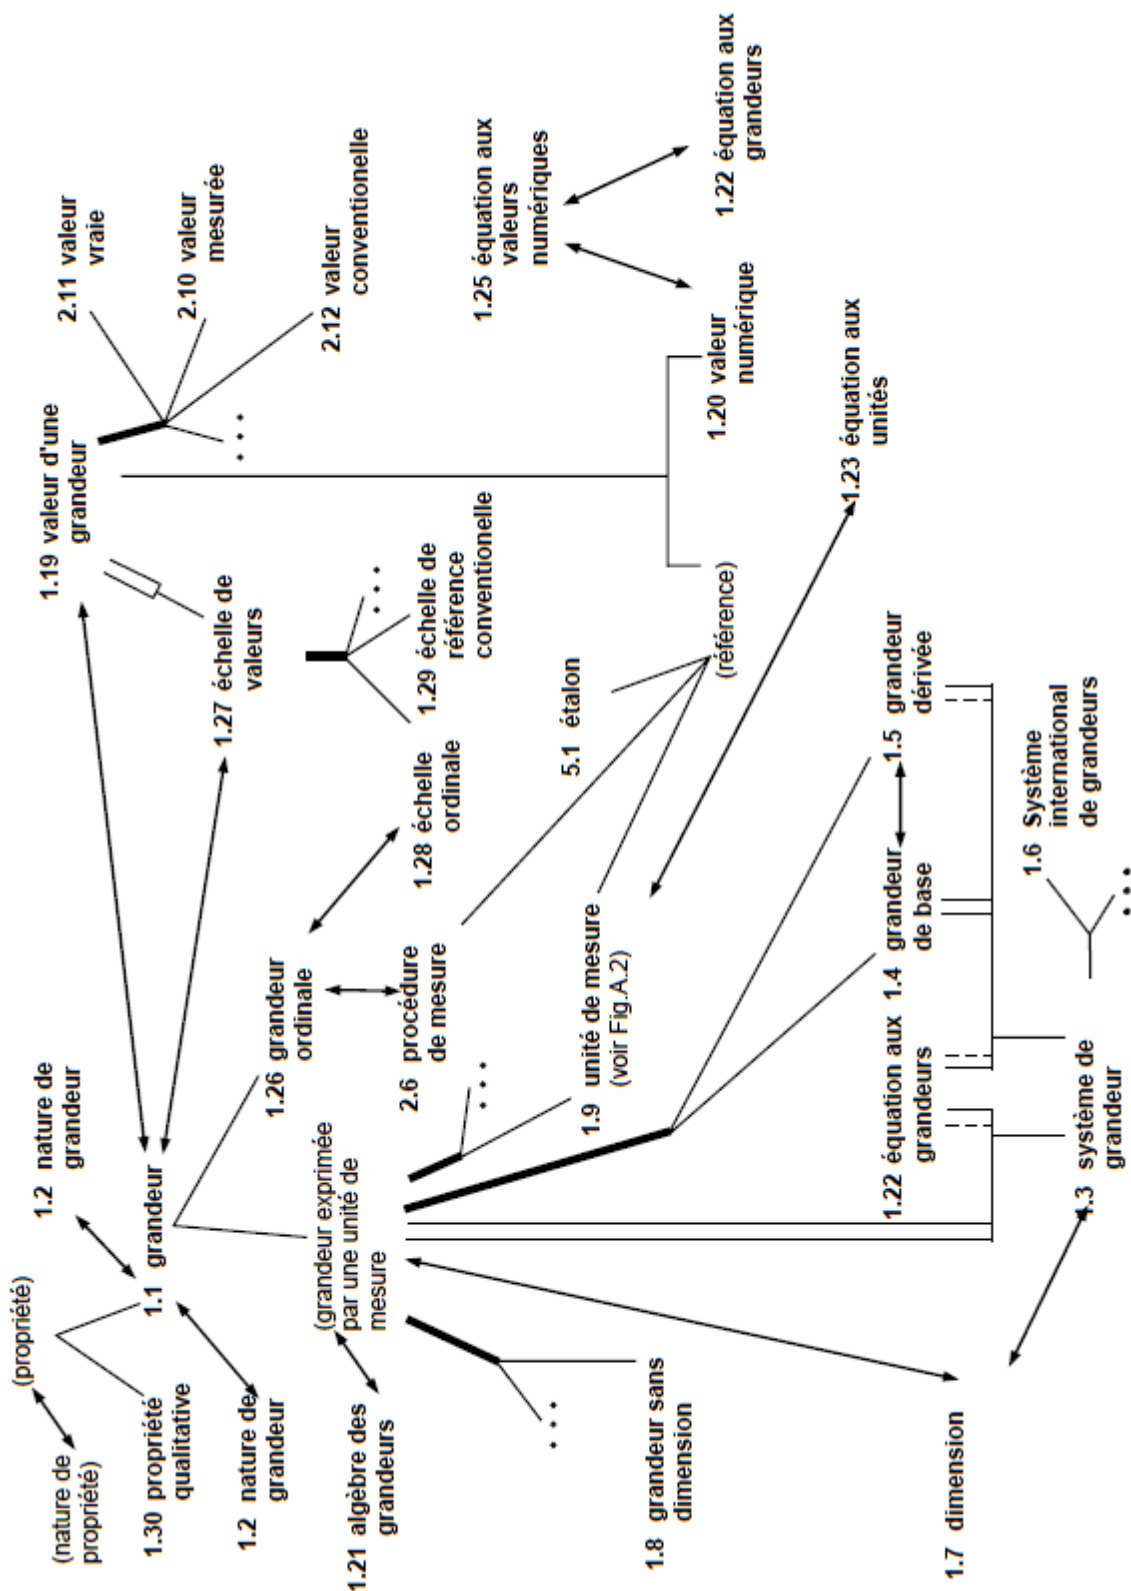 (propriété)
(nature de
propriété)
1.2 nature de
grandeur
1.19 valeur d'une
grandeur
2.11 valeur
vraie
1.1 grandeur
1.30 propriété
qualitative
2.10 valeur
mesurée
1.2 nature de
grandeur
1.27 échelle de
valeurs
2.12 valeur
conventionelle
• • •
1.26 grandeur
ordinale
(grandeur exprimée
par une unité de
mesure
1.21 algèbre des
grandeurs
2.6 procédure
de mesure
1.28 échelle
ordinale
1.29 échelle de
référence
conventionelle
• • •
1.25 équation aux
valeurs
numériques
• • •
• • •
5.1 étalon
1.9 unité de mesure
(voir Fig.A.2)
1.8 grandeur sans
dimension
(référence)
1.20 valeur
numérique
1.22 équation aux
grandeurs
1.23 équation aux
unités
1.22 équation aux
grandeurs
1.4 grandeur
de base
1.5 grandeur
dérivée
1.7 dimension
1.3 système de
grandeur
1.6 Système
international
de grandeurs
• • •